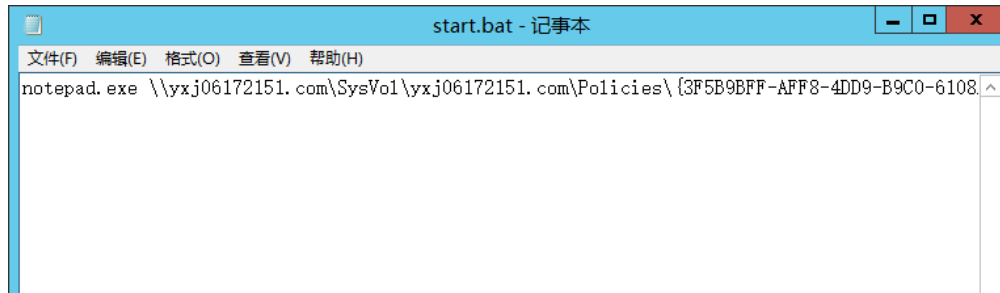 start.bat - 记事本
文件(F) 编辑(E) 格式(O) 查看(V) 帮助(H)
notepad.exe \\yxj06172151.com\SysVol\yxj06172151.com\Policies\{3F5B9BFF-AFF8-4DD9-B9C0-6108